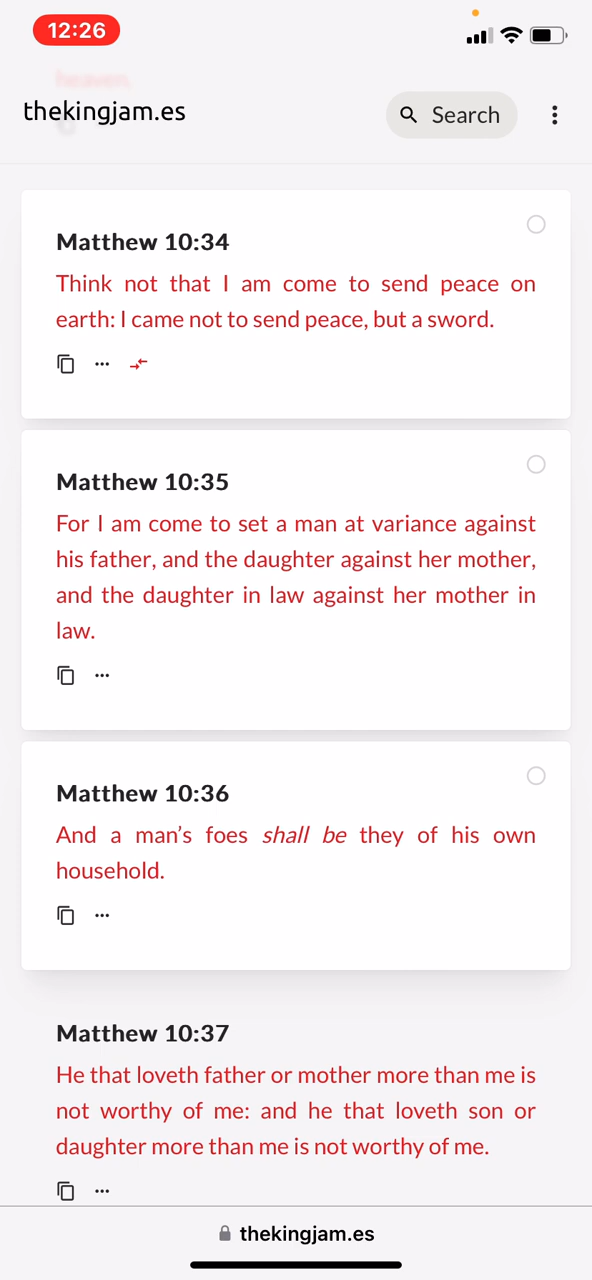 12:26
heaven,
thekingjam.es
Search
Matthew 10:34
Think not that I am come to send peace on
earth: I came not to send peace, but a sword.
Matthew 10:35
For I am come to set a man at variance against
his father, and the daughter against her mother,
and the daughter in law against her mother in
law.
Matthew 10:36
And a man’s foes shall be they of his own
household.
Matthew 10:37
He that loveth father or mother more than me is
not worthy of me: and he that loveth son or
daughter more than me is not worthy of me.
thekingjam.es